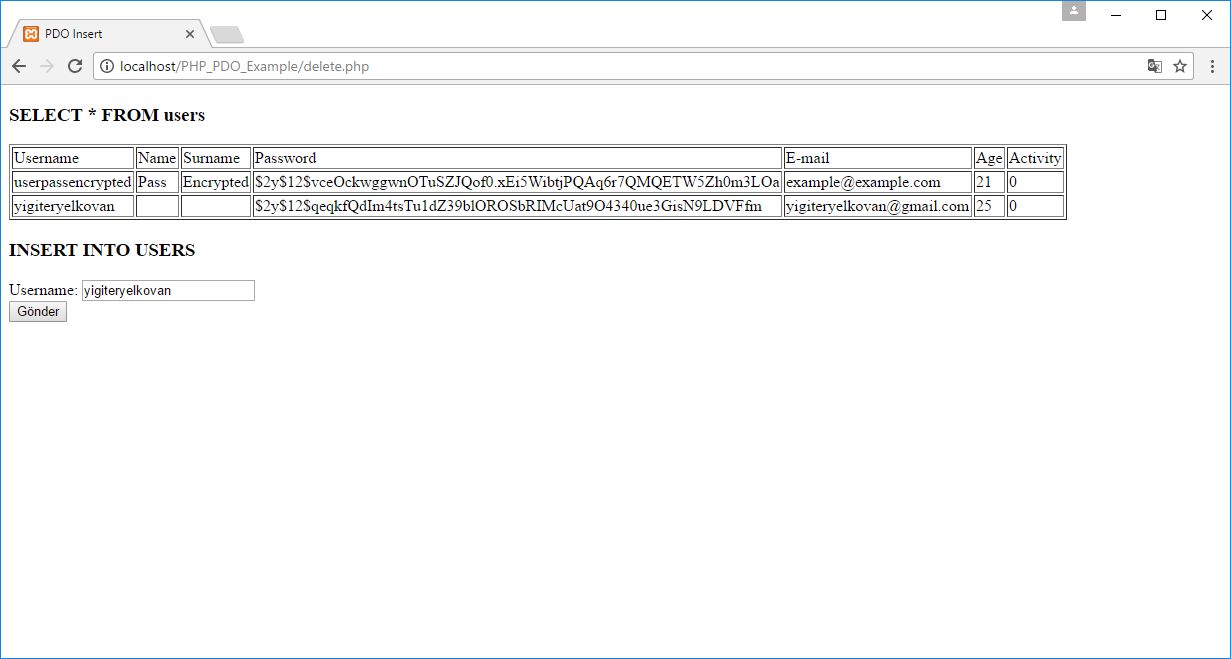 PDO Insert
localhost/PHP_PDO_Example/delete.php
SELECT * FROM users
Username Name Surname Password E-mail Age Activity
userpassencrypted Pass Encrypted $2y$12$vceOckwggwnOTuSZJQof0.xEi5WibtjPQAq6r7QMQETW5Zh0m3LOa example@example.com 21 0
yigiteryelkovan $2y$12$qeqkfQdIm4tsTu1dZ39blOROSbRIMcUat9O4340ue3GisN9LDVFfm yigiteryelkovan@gmail.com 25 0
INSERT INTO USERS
Username: yigiteryelkovan
Gönder